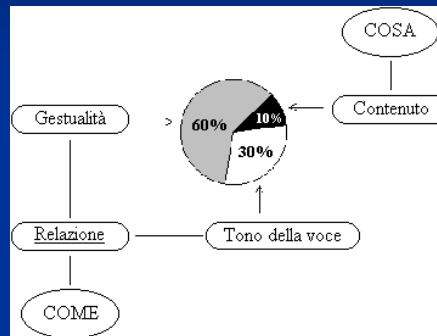 COSA
Gestualità
60%
10%
Contenuto
30%
Relazione
Tono della voce
COME